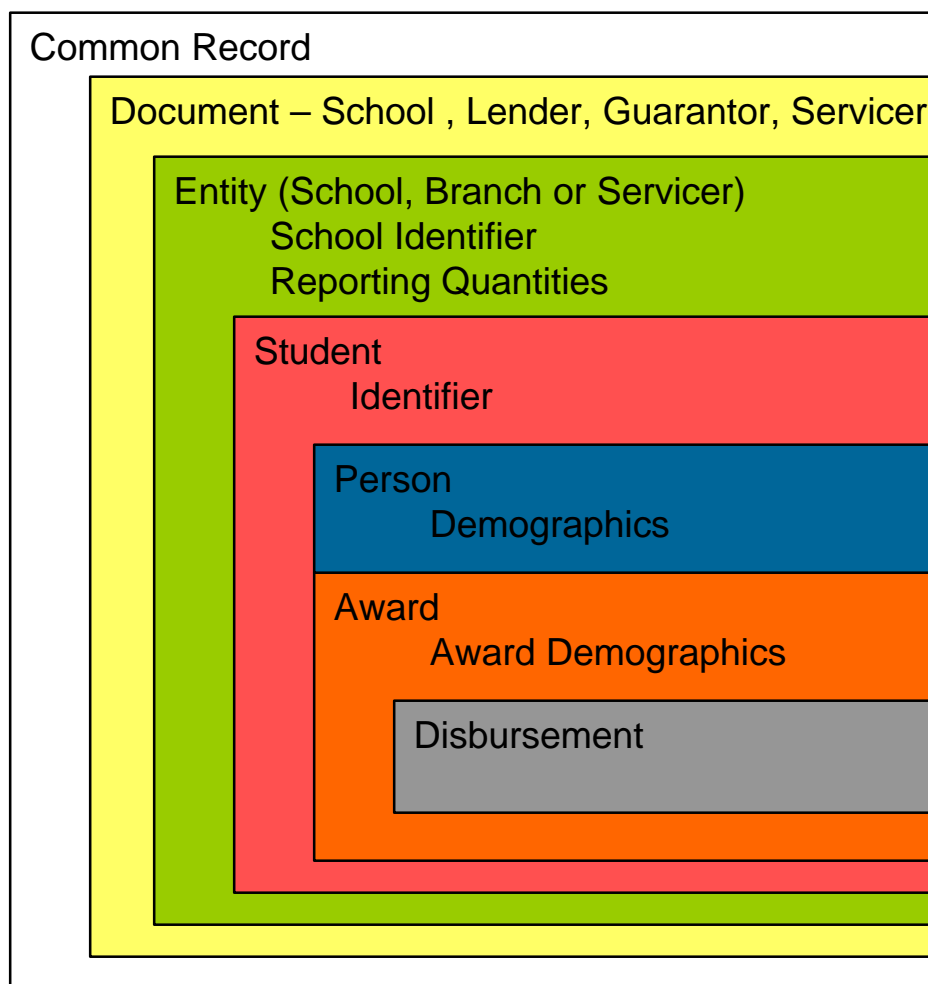 Common Record
Document – School , Lender, Guarantor, Servicer
Entity (School, Branch or Servicer)
School Identifier
Reporting Quantities
Student
Identifier
Person
Demographics
Award
Award Demographics
Disbursement